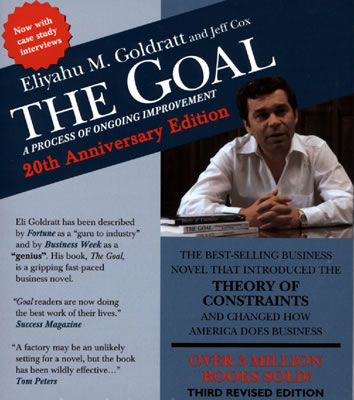 Now with
case study
interviews
Eliyahu M. Goldratt and Jeff Cox
THE GOAL
A PROCESS OF ONGOING IMPROVEMENT
20th Anniversary Edition
Eli Goldratt has been described
by Fortune as a “guru to industry”
and by Business Week as a
“genius”. His book, The Goal,
is a gripping fast-paced
business novel.
“Goal readers are now doing
the best work of their lives.”
Success Magazine
“A factory may be an unlikely
setting for a novel, but the book
has been wildly effective...”
Tom Peters
THE BEST-SELLING BUSINESS
NOVEL THAT INTRODUCED THE
THEORY OF
CONSTRAINTS
AND CHANGED HOW
AMERICA DOES BUSINESS
OVER 3 MILLION
BOOKS SOLD!
THIRD REVISED EDITION